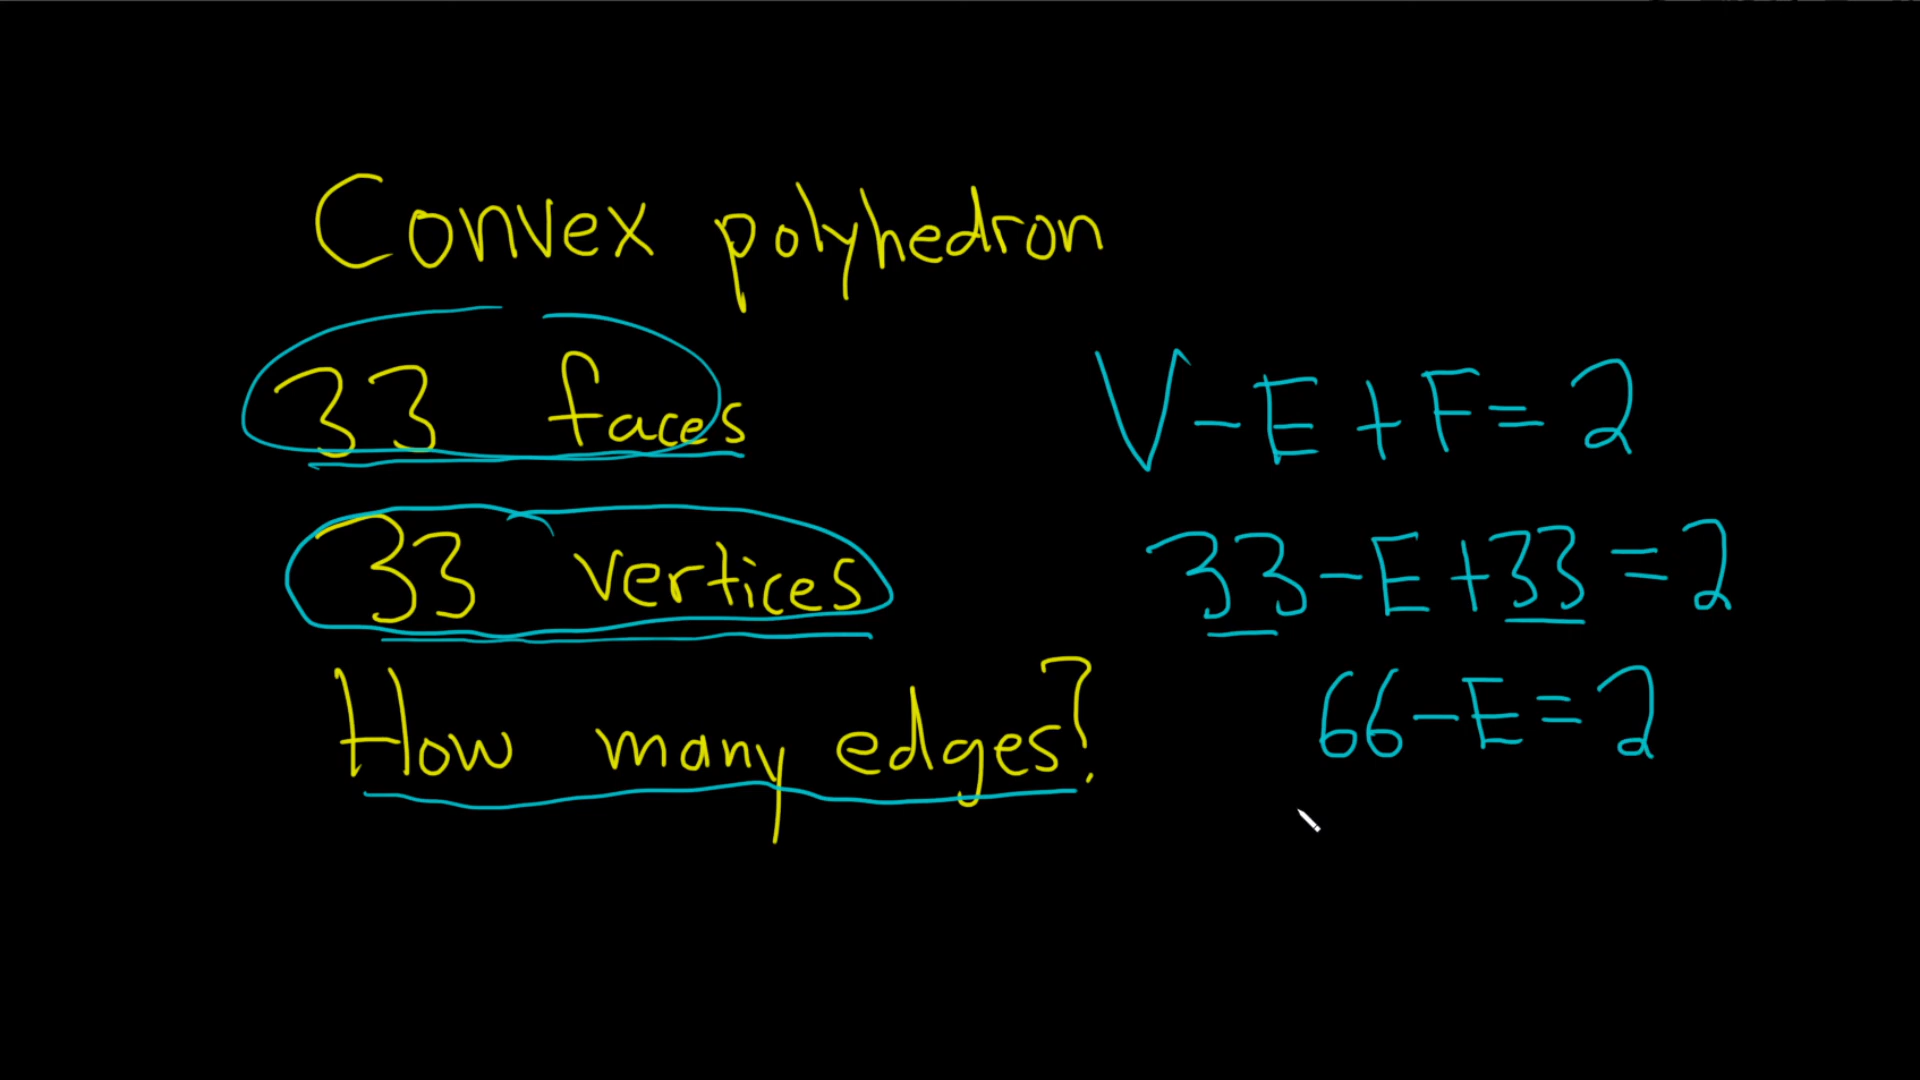 Convex polyhedron
33 faces
33 vertices
How many edges?
V-E+F=2
33-E+33=2
66-E=2